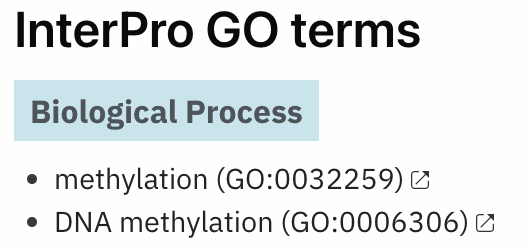 InterPro GO terms
Biological Process
• methylation (GO:0032259)
• DNA methylation (GO:0006306)